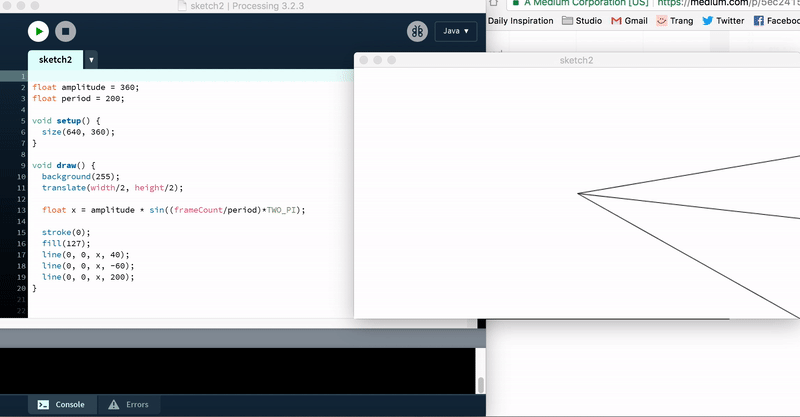 sketch2 | Processing 3.2.3
A Medium Corporation [US] | https://medium.com/p/5ec2415
Daily Inspiration Studio Gmail Trang Twitter Faceboo
Java ▼
sketch2 ▼
sketch2
1
2 float amplitude = 360;
3 float period = 200;
4
5 void setup() {
6 size(640, 360);
7 }
8
9 void draw() {
10 background(255);
11 translate(width/2, height/2);
12
13 float x = amplitude * sin((frameCount/period)*TWO_PI);
14
15 stroke(0);
16 fill(127);
17 line(0, 0, x, 40);
18 line(0, 0, x, -60);
19 line(0, 0, x, 200);
20 }
21
22
Console Errors